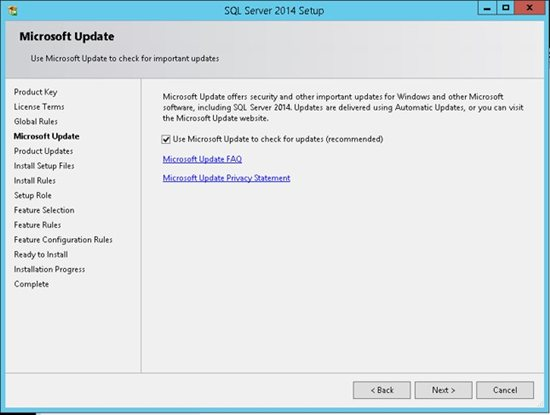 SQL Server 2014 Setup
Microsoft Update
Use Microsoft Update to check for important updates
Product Key
License Terms
Global Rules
Microsoft Update
Product Updates
Install Setup Files
Install Rules
Setup Role
Feature Selection
Feature Rules
Feature Configuration Rules
Ready to Install
Installation Progress
Complete
Microsoft Update offers security and other important updates for Windows and other Microsoft
software, including SQL Server 2014. Updates are delivered using Automatic Updates, or you can visit
the Microsoft Update website.
Use Microsoft Update to check for updates (recommended)
Microsoft Update FAQ
Microsoft Update Privacy Statement
< Back
Next >
Cancel